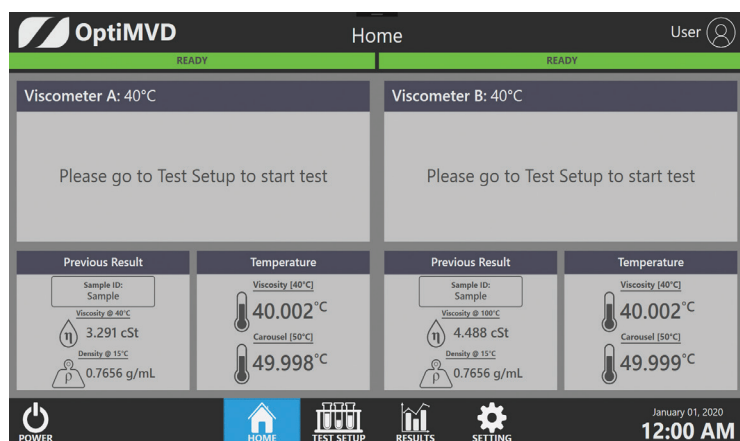 OptiMVD
Home
User
READY
READY
Viscometer A: 40°C
Please go to Test Setup to start test
Viscometer B: 40°C
Please go to Test Setup to start test
Previous Result
Sample ID:
Sample
Viscosity @ 40°C
η
3.291 cSt
Density @ 15°C
ρ
0.7656 g/mL
Temperature
Viscosity [40°C]
40.002°C
Carousel [50°C]
49.998°C
Previous Result
Sample ID:
Sample
Viscosity @ 100°C
η
4.488 cSt
Density @ 15°C
ρ
0.7656 g/mL
Temperature
Viscosity [40°C]
40.002°C
Carousel [50°C]
49.999°C
POWER
HOME
TEST SETUP
RESULTS
SETTING
January 01, 2020
12:00 AM